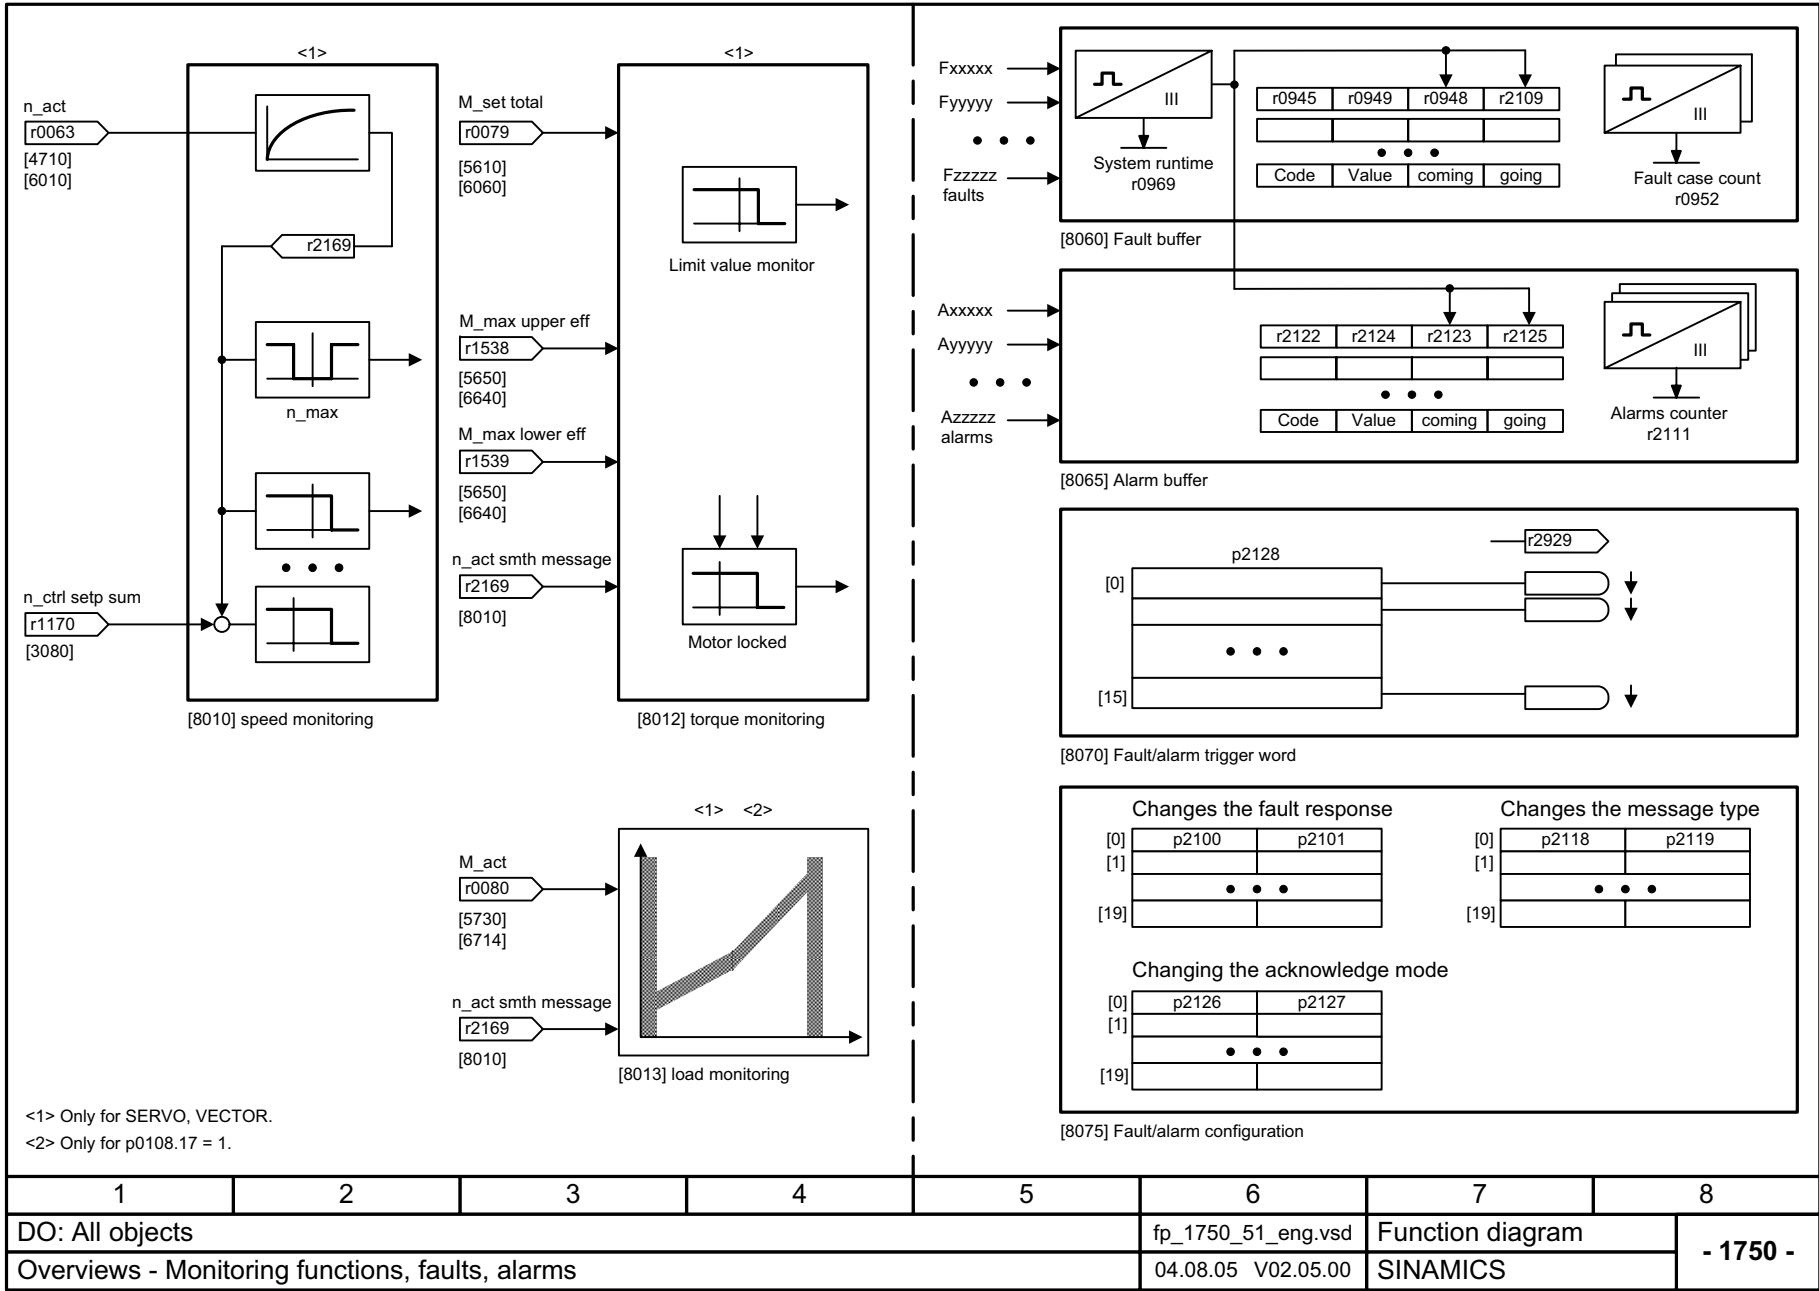 <1>
n_act
r0063
[4710]
[6010]
r2169
n_max
n_ctrl setp sum
r1170
[3080]
[8010] speed monitoring
<1>
M_set total
r0079
[5610]
[6060]
Limit value monitor
M_max upper eff
r1538
[5650]
[6640]
M_max lower eff
r1539
[5650]
[6640]
n_act smth message
r2169
[8010]
Motor locked
[8012] torque monitoring
<1> <2>
M_act
r0080
[5730]
[6714]
n_act smth message
r2169
[8010]
[8013] load monitoring
<1> Only for SERVO, VECTOR.
<2> Only for p0108.17 = 1.
Fxxxxx
Fyyyyy
Fzzzzz
faults
III
System runtime
r0969
r0945 r0949 r0948 r2109
Code Value coming going
III
Fault case count
r0952
[8060] Fault buffer
Axxxxx
Ayyyyy
Azzzzz
alarms
r2122 r2124 r2123 r2125
Code Value coming going
III
Alarms counter
r2111
[8065] Alarm buffer
p2128
r2929
[0]
[15]
[8070] Fault/alarm trigger word
Changes the fault response
[0] p2100 p2101
[1]
[19]
Changes the message type
[0] p2118 p2119
[1]
[19]
Changing the acknowledge mode
[0] p2126 p2127
[1]
[19]
[8075] Fault/alarm configuration
1 2 3 4 5 6 7 8
DO: All objects
fp_1750_51_eng.vsd
Function diagram
- 1750 -
Overviews - Monitoring functions, faults, alarms
04.08.05 V02.05.00
SINAMICS